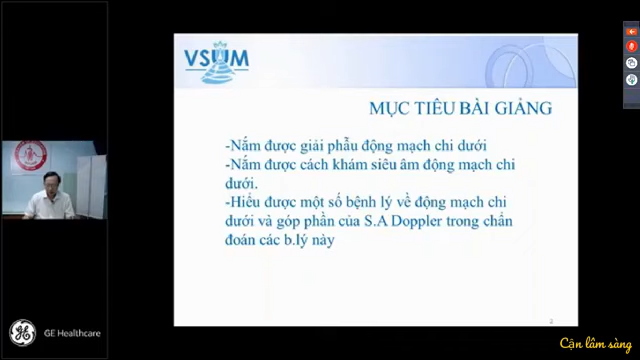 VSUM
MỤC TIÊU BÀI GIẢNG
-Nắm được giải phẫu động mạch chi dưới
-Nắm được cách khám siêu âm động mạch chi
dưới.
-Hiểu được một số bệnh lý về động mạch chi
dưới và góp phần của S.A Doppler trong chẩn
đoán các b.lý này
2
GE Healthcare
Cận lâm sàng